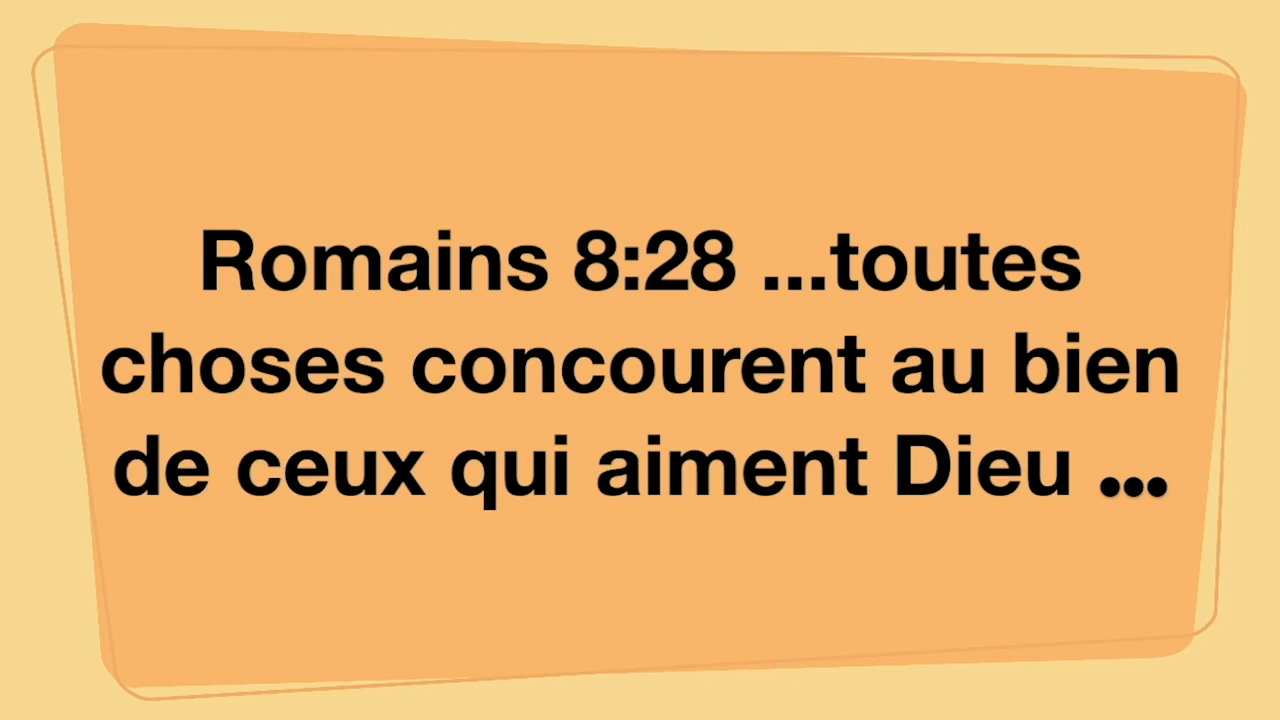 Romains 8:28 ...toutes
choses concourent au bien
de ceux qui aiment Dieu ...